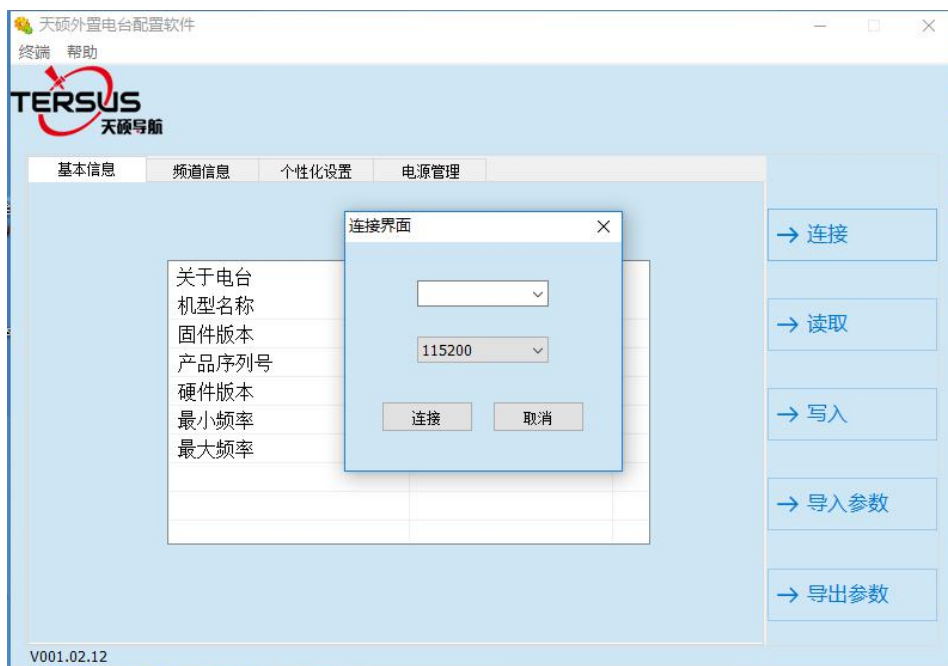 天硕外置电台配置软件
终端 帮助
TERSUS
天硕导航
基本信息 频道信息 个性化设置 电源管理
连接界面
115200
连接 取消
关于电台
机型名称
固件版本
产品序列号
硬件版本
最小频率
最大频率
→ 连接
→ 读取
→ 写入
→ 导入参数
→ 导出参数
V001.02.12